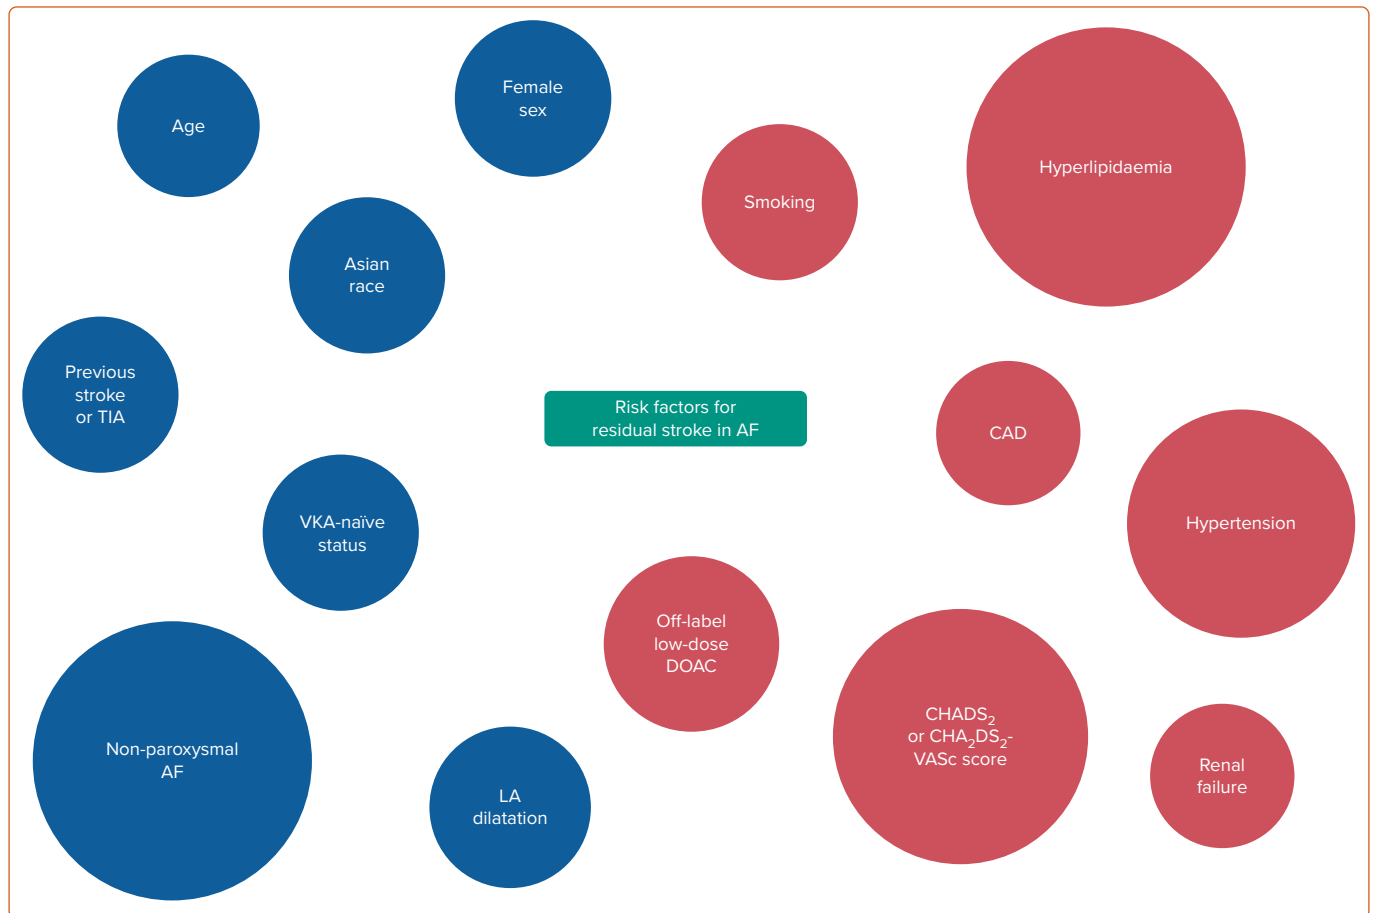 Age
Female
sex
Smoking
Hyperlipidaemia
Asian
race
Previous
stroke
or TIA
Risk factors for
residual stroke in AF
CAD
VKA-naïve
status
Hypertension
Off-label
low-dose
DOAC
Non-paroxysmal
AF
LA
dilatation
CHADS₂
or CHA₂DS₂-
VASc score
Renal
failure